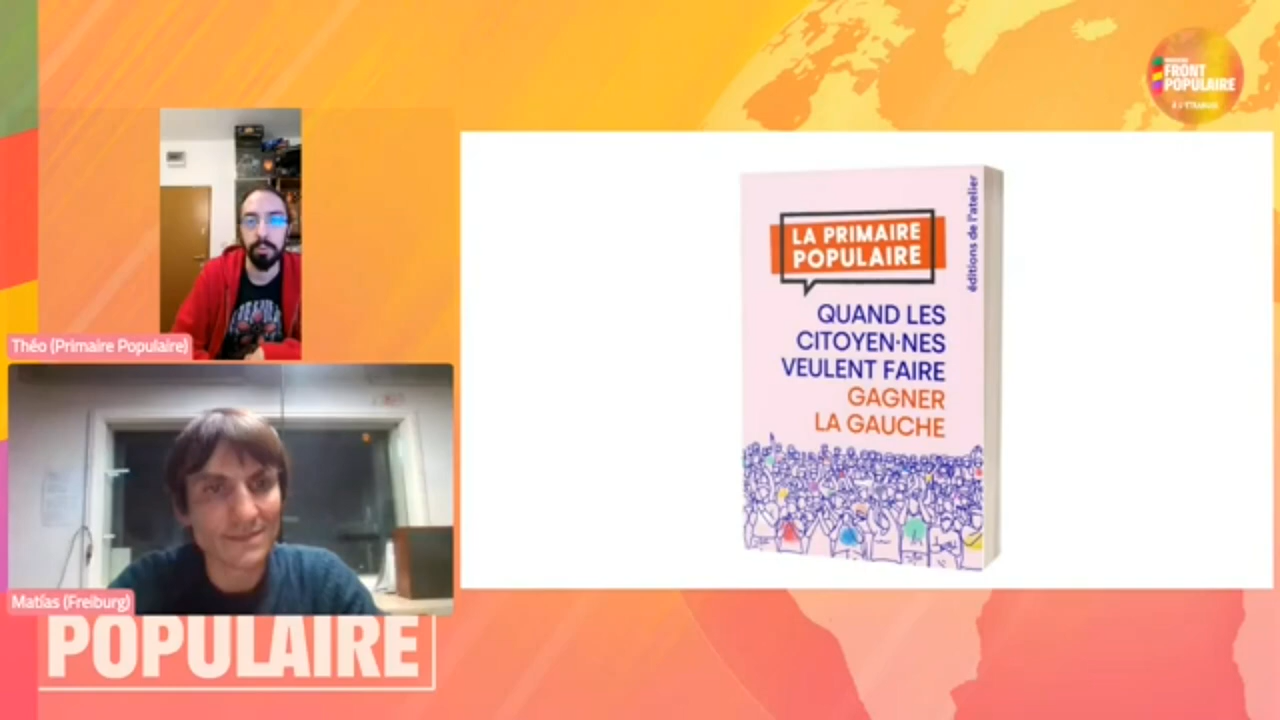 FRONT
POPULAIRE
À L'ÉTRANGER
éditions de l'atelier
LA PRIMAIRE
POPULAIRE
QUAND LES
CITOYEN·NES
VEULENT FAIRE
GAGNER
LA GAUCHE
Théo (Primaire Populaire)
Matías (Freiburg)
POPULAIRE